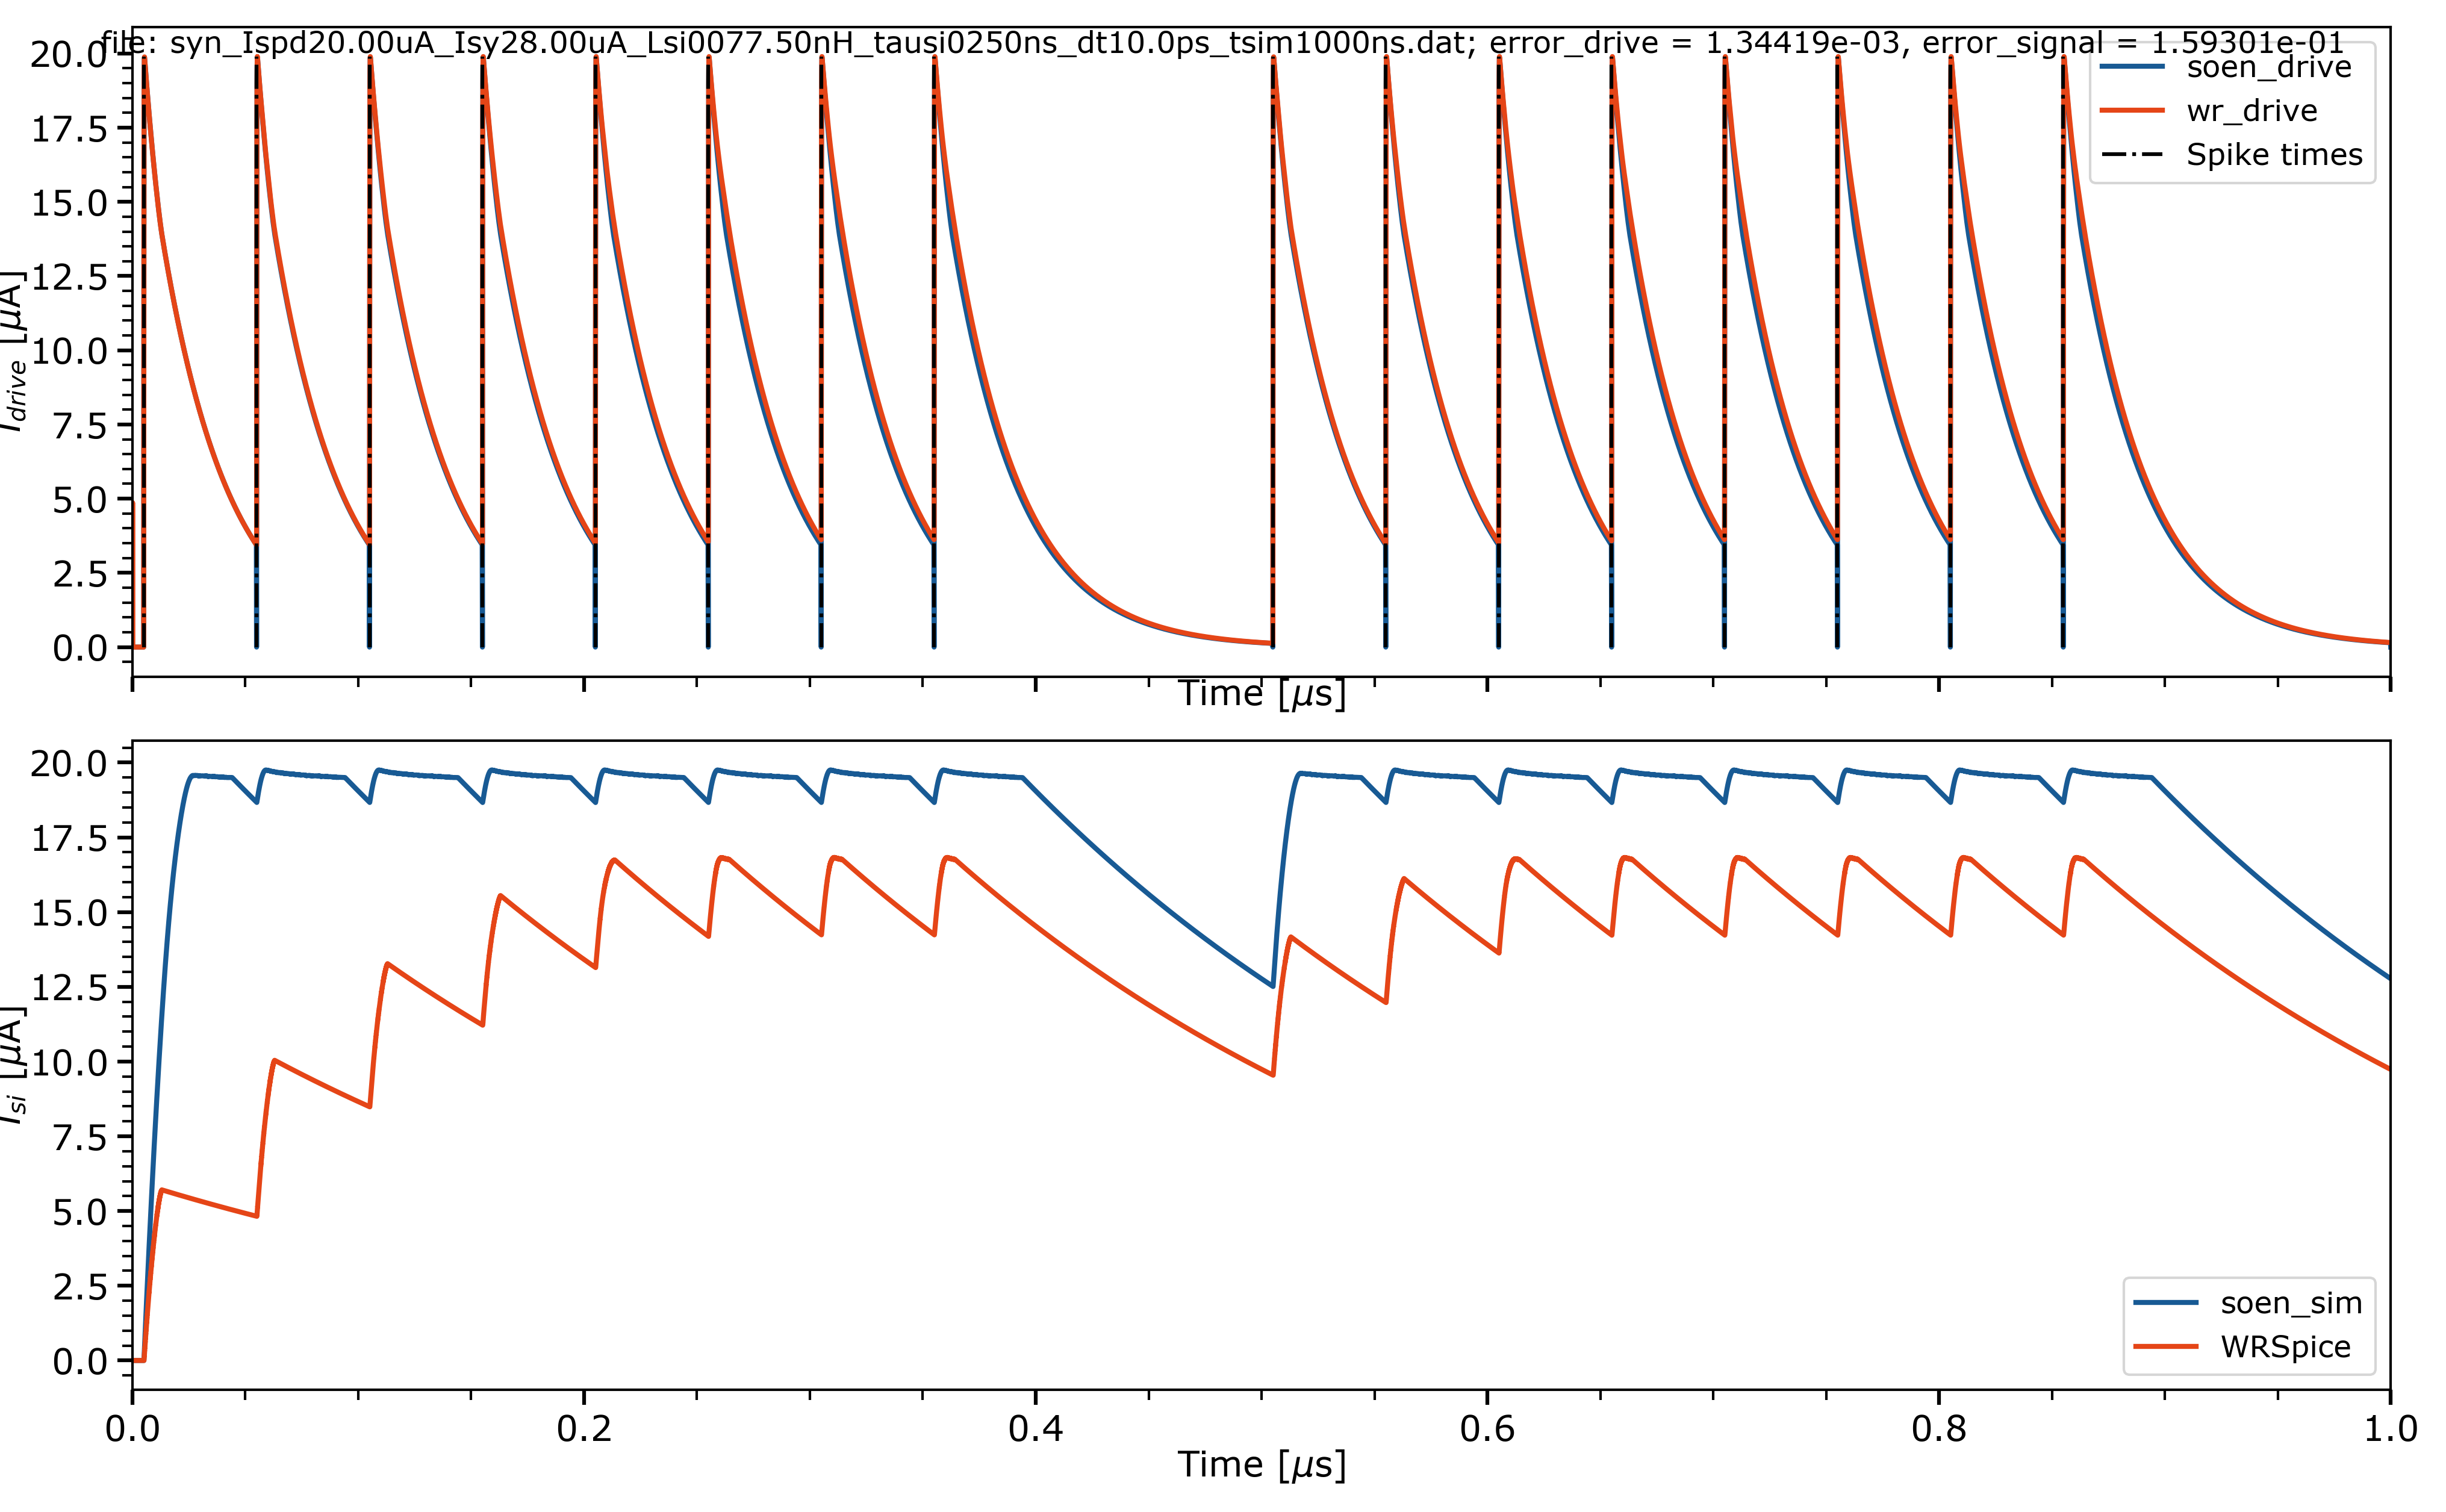 file: syn_Ispd20.00uA_Isy28.00uA_Lsi0077.50nH_tausi0250ns_dt10.0ps_tsim1000ns.dat; error_drive = 1.34419e-03, error_signal = 1.59301e-01
20.0
17.5
15.0
12.5
10.0
7.5
5.0
2.5
0.0
I_drive [μA]
soen_drive
wr_drive
Spike times
Time [μs]
20.0
17.5
15.0
12.5
10.0
7.5
5.0
2.5
0.0
I_si [μA]
soen_sim
WRSpice
0.0 0.2 0.4 0.6 0.8 1.0
Time [μs]